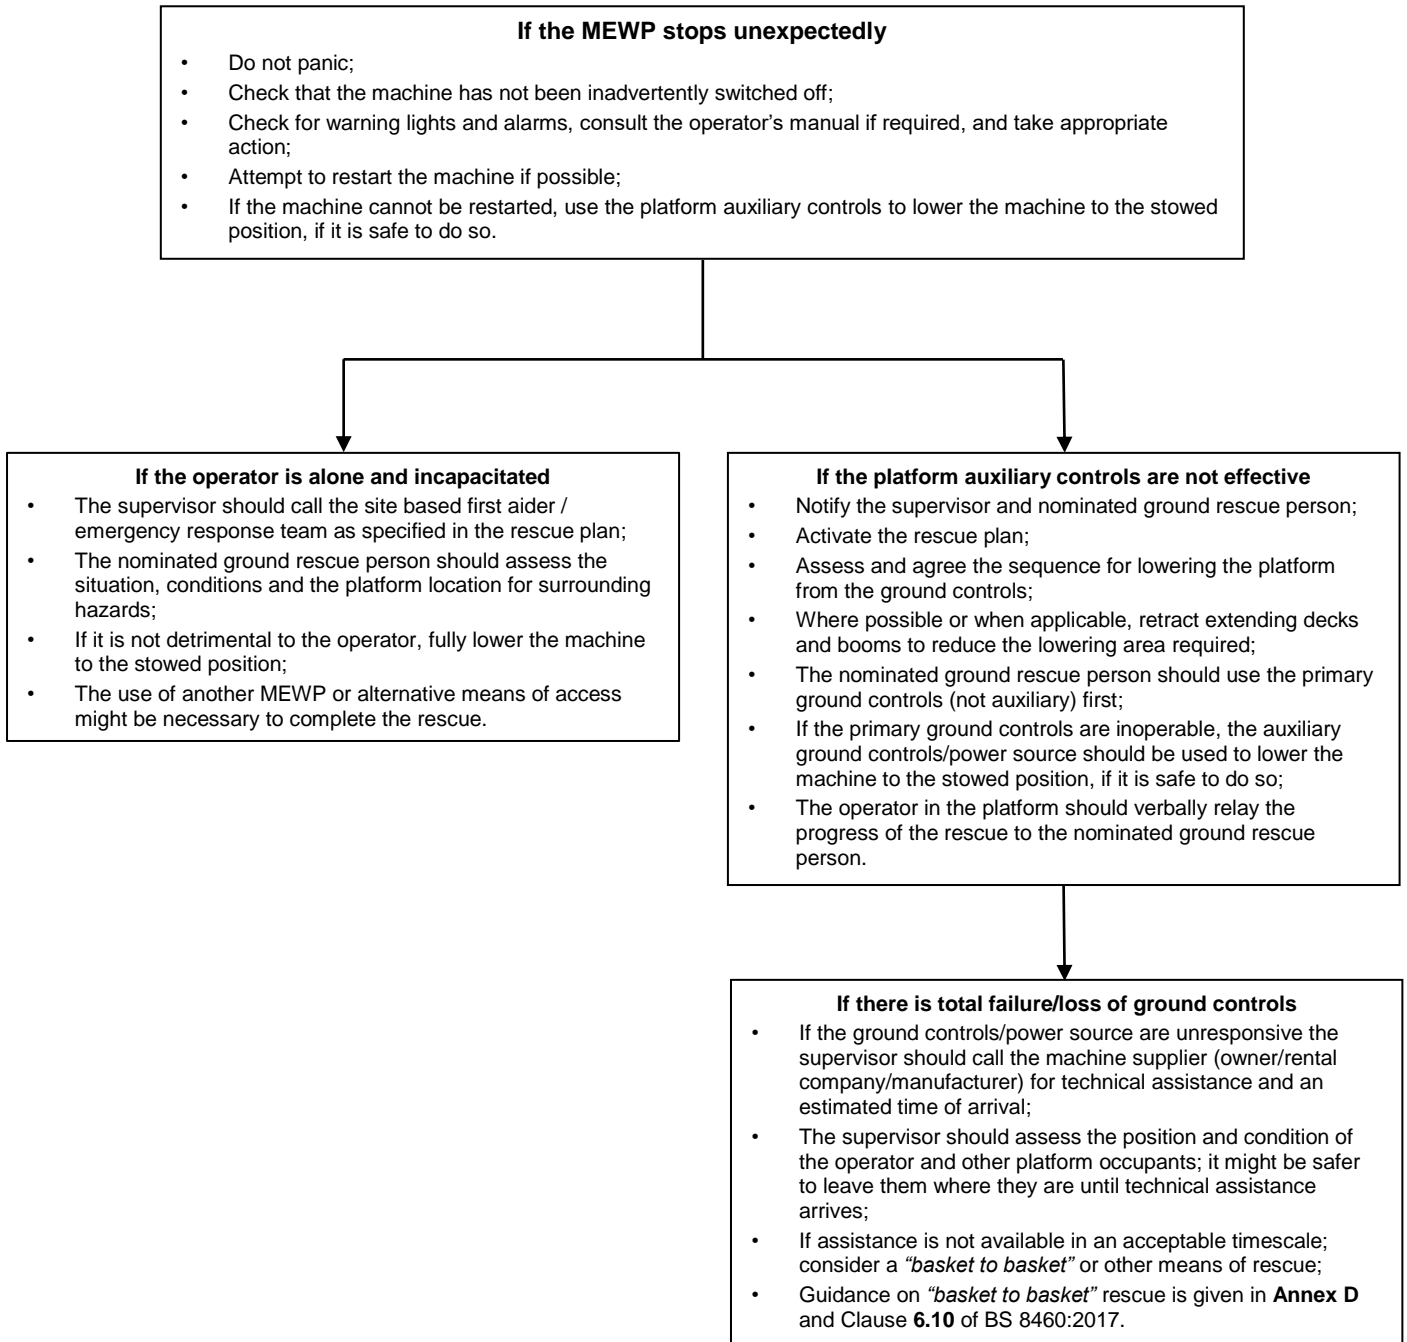 If the MEWP stops unexpectedly
• Do not panic;
• Check that the machine has not been inadvertently switched off;
• Check for warning lights and alarms, consult the operator’s manual if required, and take appropriate
action;
• Attempt to restart the machine if possible;
• If the machine cannot be restarted, use the platform auxiliary controls to lower the machine to the stowed
position, if it is safe to do so.
If the operator is alone and incapacitated
• The supervisor should call the site based first aider /
emergency response team as specified in the rescue plan;
• The nominated ground rescue person should assess the
situation, conditions and the platform location for surrounding
hazards;
• If it is not detrimental to the operator, fully lower the machine
to the stowed position;
• The use of another MEWP or alternative means of access
might be necessary to complete the rescue.
If the platform auxiliary controls are not effective
• Notify the supervisor and nominated ground rescue person;
• Activate the rescue plan;
• Assess and agree the sequence for lowering the platform
from the ground controls;
• Where possible or when applicable, retract extending decks
and booms to reduce the lowering area required;
• The nominated ground rescue person should use the primary
ground controls (not auxiliary) first;
• If the primary ground controls are inoperable, the auxiliary
ground controls/power source should be used to lower the
machine to the stowed position, if it is safe to do so;
• The operator in the platform should verbally relay the
progress of the rescue to the nominated ground rescue
person.
If there is total failure/loss of ground controls
• If the ground controls/power source are unresponsive the
supervisor should call the machine supplier (owner/rental
company/manufacturer) for technical assistance and an
estimated time of arrival;
• The supervisor should assess the position and condition of
the operator and other platform occupants; it might be safer
to leave them where they are until technical assistance
arrives;
• If assistance is not available in an acceptable timescale;
consider a “basket to basket” or other means of rescue;
• Guidance on “basket to basket” rescue is given in Annex D
and Clause 6.10 of BS 8460:2017.